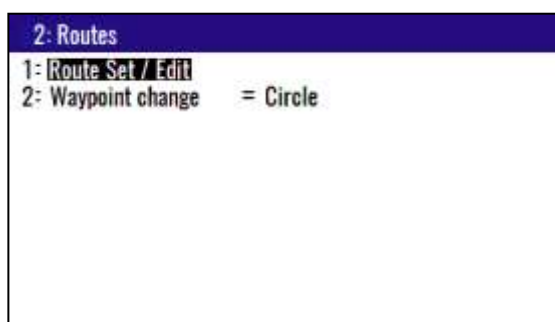 2: Routes
1: Route Set / Edit
2: Waypoint change = Circle